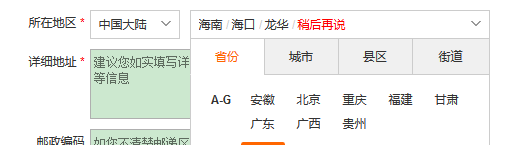 所在地区 * 中国大陆 海南 / 海口 / 龙华 / 稍后再说
省份 城市 县区 街道
详细地址 * 建议您如实填写详
等信息
A-G 安徽 北京 重庆 福建 甘肃
广东 广西 贵州
邮政编码 如您不清楚邮递区